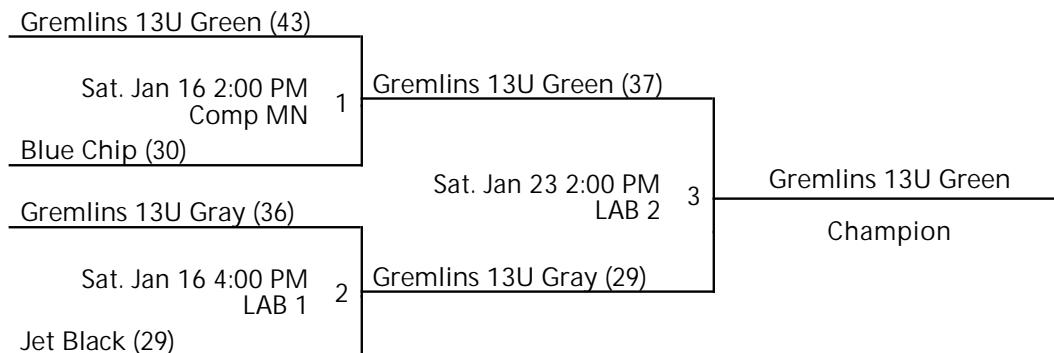 Gremlins 13U Green (43)
Sat. Jan 16 2:00 PM
Comp MN
1
Gremlins 13U Green (37)
Blue Chip (30)
Sat. Jan 23 2:00 PM
LAB 2
3
Gremlins 13U Green
Champion
Gremlins 13U Gray (36)
Sat. Jan 16 4:00 PM
LAB 1
2
Gremlins 13U Gray (29)
Jet Black (29)